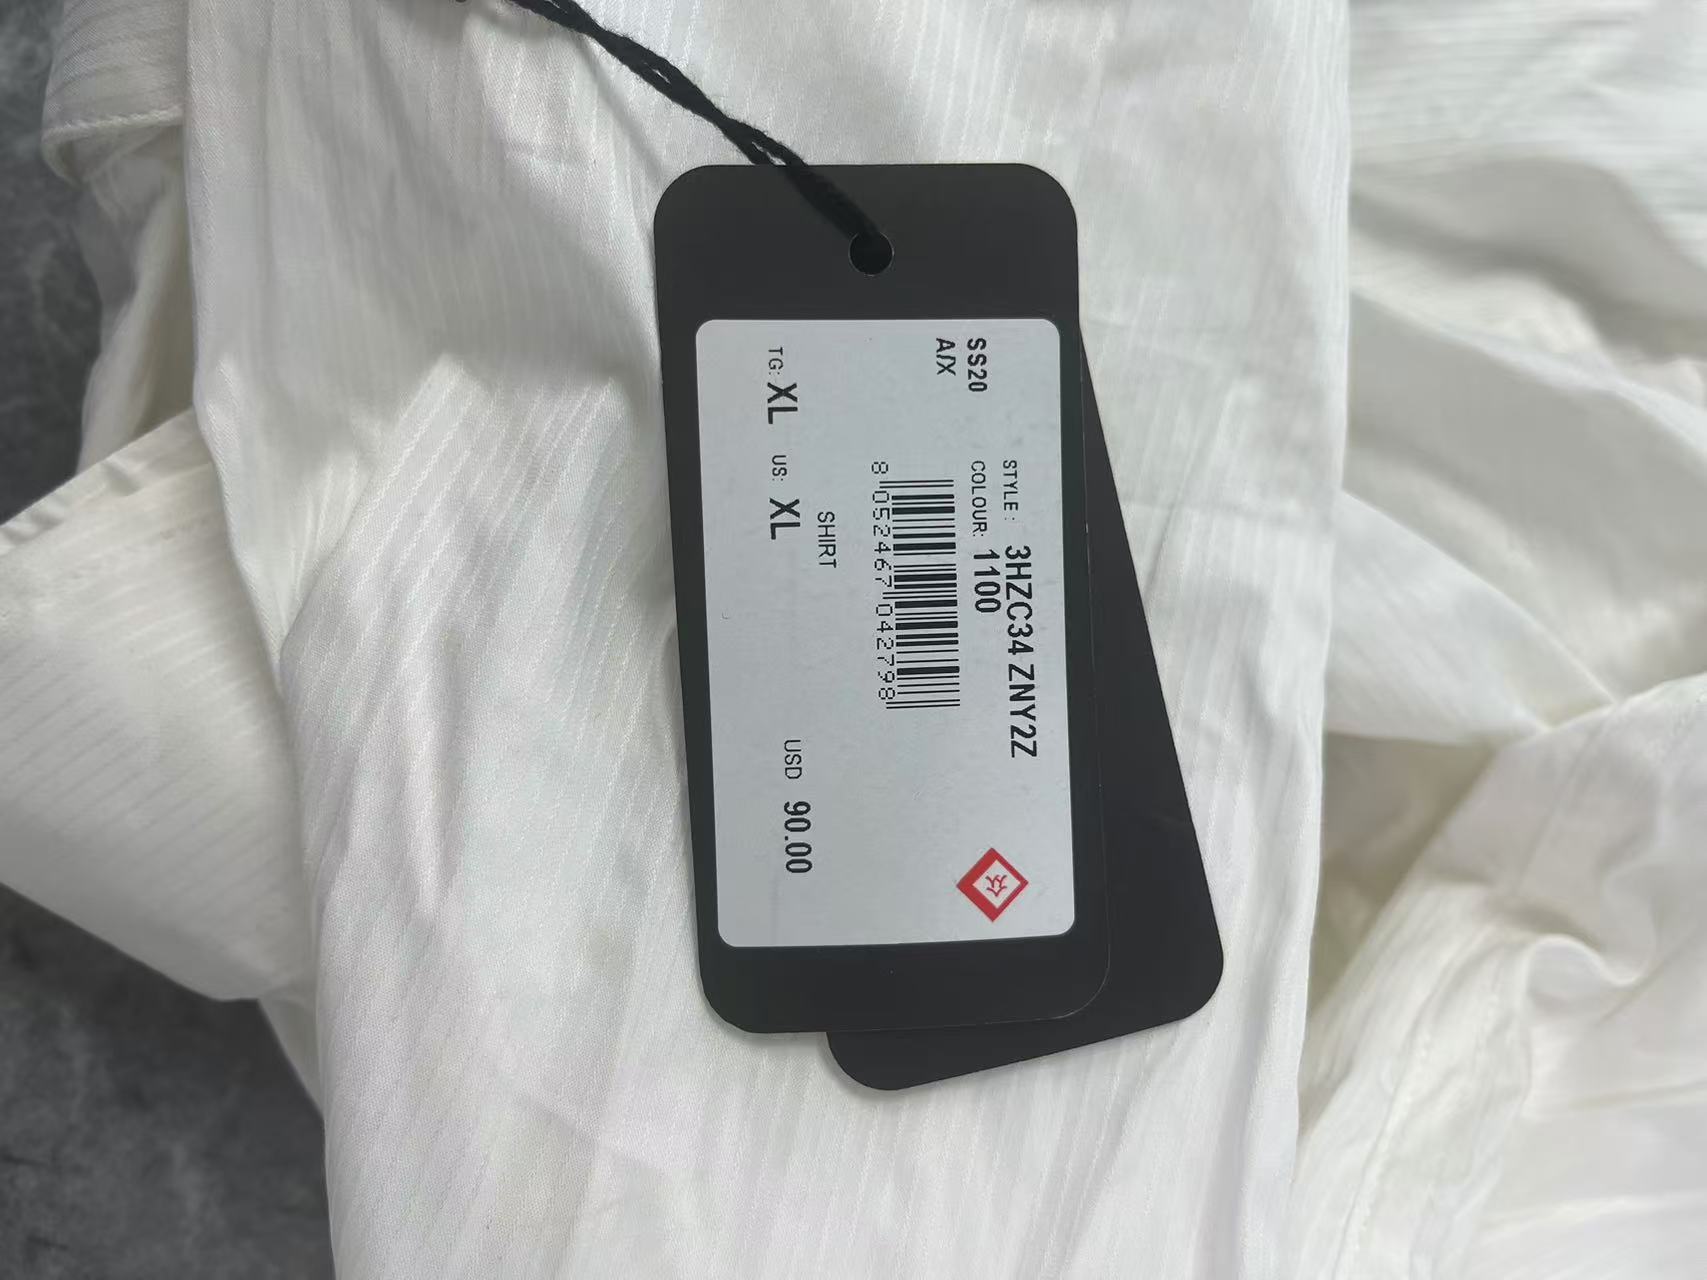 SS20
A/X
STYLE: 3HZC34 ZNY2Z
COLOUR: 1100
8 052467 042798
SHIRT
TG: XL US: XL USD 90.00